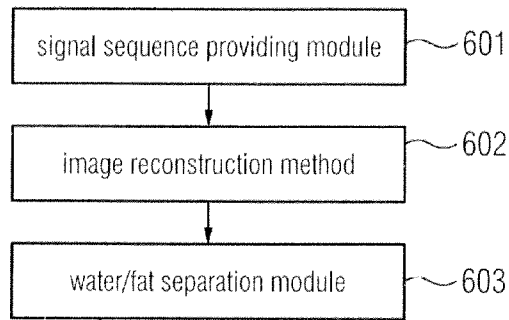 signal sequence providing module 601
image reconstruction method 602
water/fat separation module 603